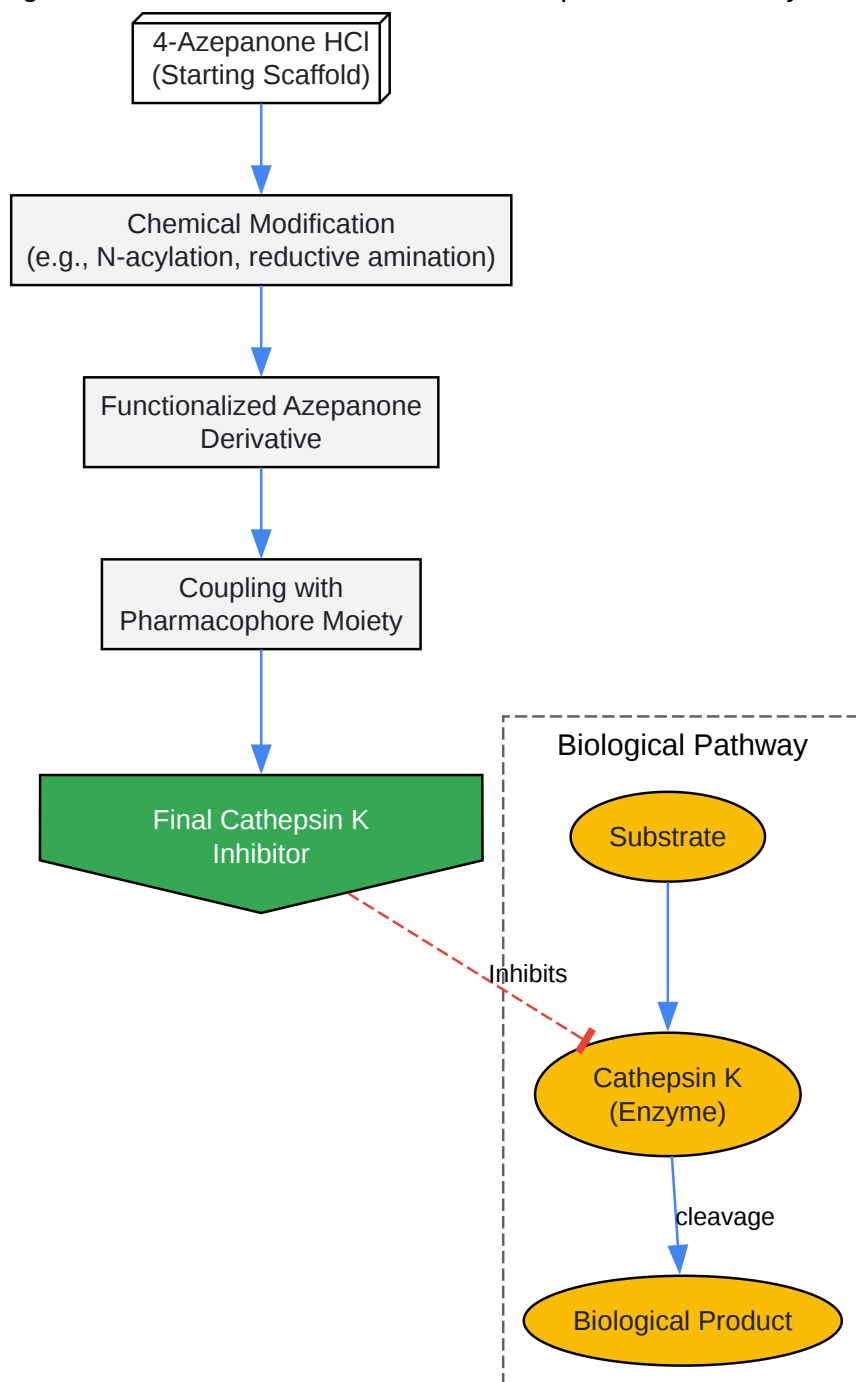 4-Azepanone HCl
(Starting Scaffold)
Chemical Modification
(e.g., N-acylation, reductive amination)
Functionalized Azepanone
Derivative
Coupling with
Pharmacophore Moiety
Final Cathepsin K
Inhibitor
Biological Pathway
Substrate
Inhibits
Cathepsin K
(Enzyme)
cleavage
Biological Product